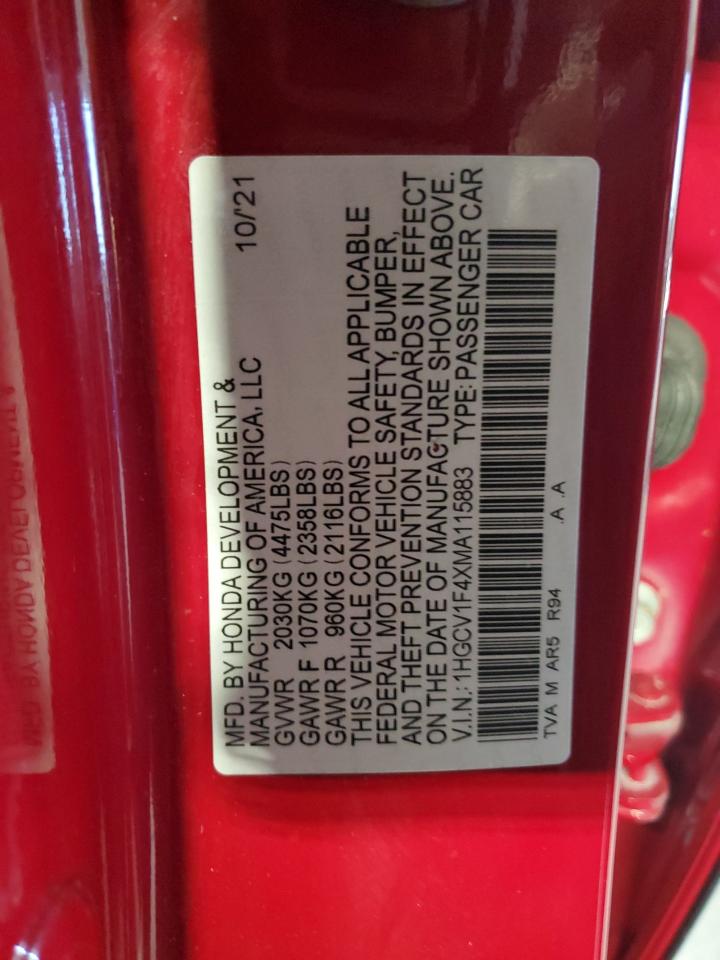 MFD. BY HONDA DEVELOPMENT & 10/'21
MANUFACTURING OF AMERICA, LLC
GVWR 2030KG (4475LBS)
GAWR F 1070KG (2358LBS)
GAWR R 960KG (2116LBS)
THIS VEHICLE CONFORMS TO ALL APPLICABLE
FEDERAL MOTOR VEHICLE SAFETY, BUMPER,
AND THEFT PREVENTION STANDARDS IN EFFECT
ON THE DATE OF MANUFACTURE SHOWN ABOVE.
V.I.N.: 1HGCV1F4XMA115883 TYPE: PASSENGER CAR
TVA M AR5 R94 .A .A